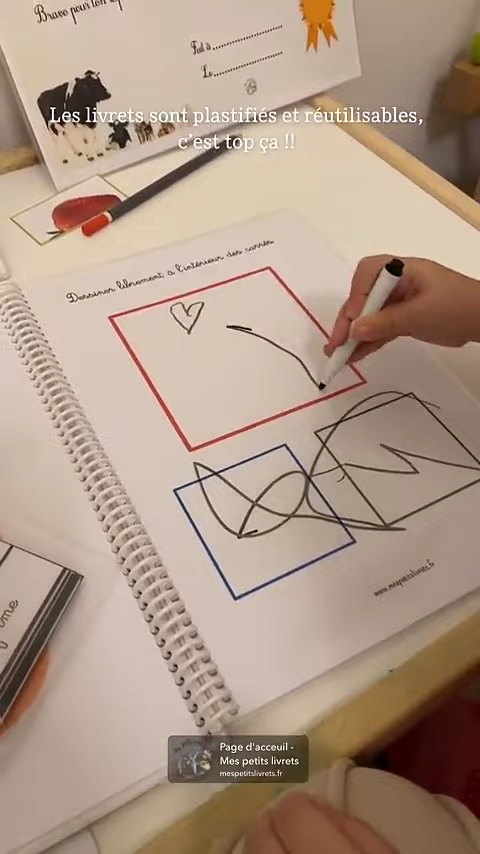 Bravo pour ton
Fait à
Le
Les livrets sont plastifiés et réutilisables,
c'est top ça !!
Dessiner librement à l'intérieur des carrés
www.mespetitslivrets.fr
Page d'acceuil -
Mes petits livrets
mespetitslivrets.fr